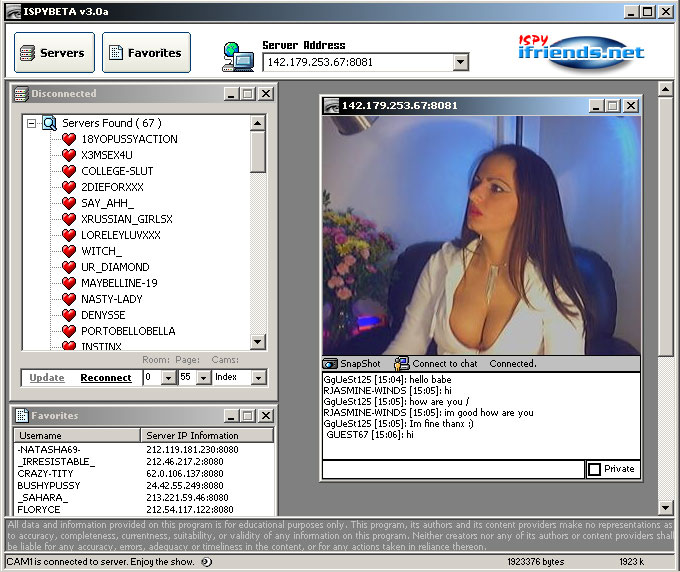 ISPYBETA v3.0a
Servers
Favorites
Server Address
142.179.253.67:8081
ISPY
ifriends.net
Disconnected
Servers Found ( 67 )
18YOPUSSYACTION
X3MSEX4U
COLLEGE-SLUT
2DIEFORXXX
SAY_AHH_
XRUSSIAN_GIRLSX
LORELEYLUVXXX
WITCH_
UR_DIAMOND
MAYBELLINE-19
NASTY-LADY
DENYSSE
PORTOBELLOBELLA
INSTINX
Room: Page: Cams:
Update Reconnect 0 55 Index
Favorites
Username Server IP Information
-NATASHA69- 212.119.181.230:8080
_IRRESISTABLE_ 212.46.217.2:8080
CRAZY-TITY 62.0.106.137:8080
BUSHYPUSSY 24.42.55.249:8080
_SAHARA_ 213.221.59.46:8080
FLORYCE 212.54.117.122:8080
142.179.253.67:8081
SnapShot Connect to chat Connected.
GgUeSt125 [15:04]: hello babe
RJASMINE-WINDS [15:05]: hi
GgUeSt125 [15:05]: how are you /
RJASMINE-WINDS [15:05]: im good how are you
GgUeSt125 [15:05]: Im fine thanx :)
GUEST67 [15:06]: hi
Private
All data and information provided on this program is for educational purposes only. This program, its authors and its content providers make no representations as
to accuracy, completeness, currentness, suitability, or validity of any information on this program. Neither creators nor any of its authors or content providers shall
be liable for any accuracy, errors, adequacy or timeliness in the content, or for any actions taken in reliance thereon.
CAM1 is connected to server. Enjoy the show. 1923376 bytes 1923 k